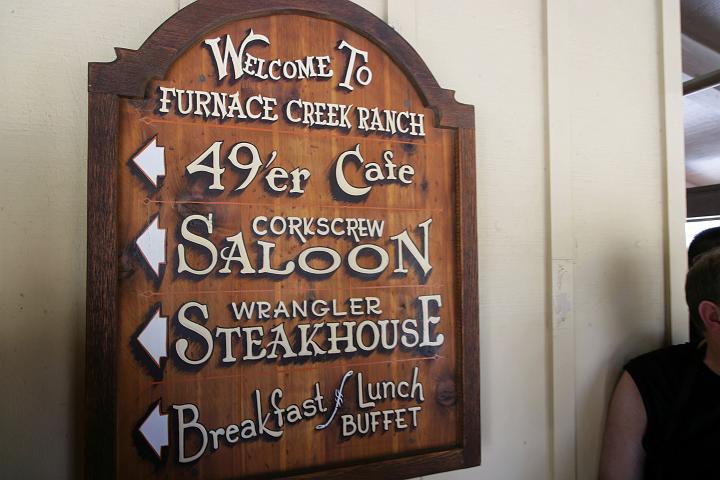 Welcome To
Furnace Creek Ranch
49'er Cafe
Corkscrew
Saloon
Wrangler
Steakhouse
Breakfast & Lunch
Buffet